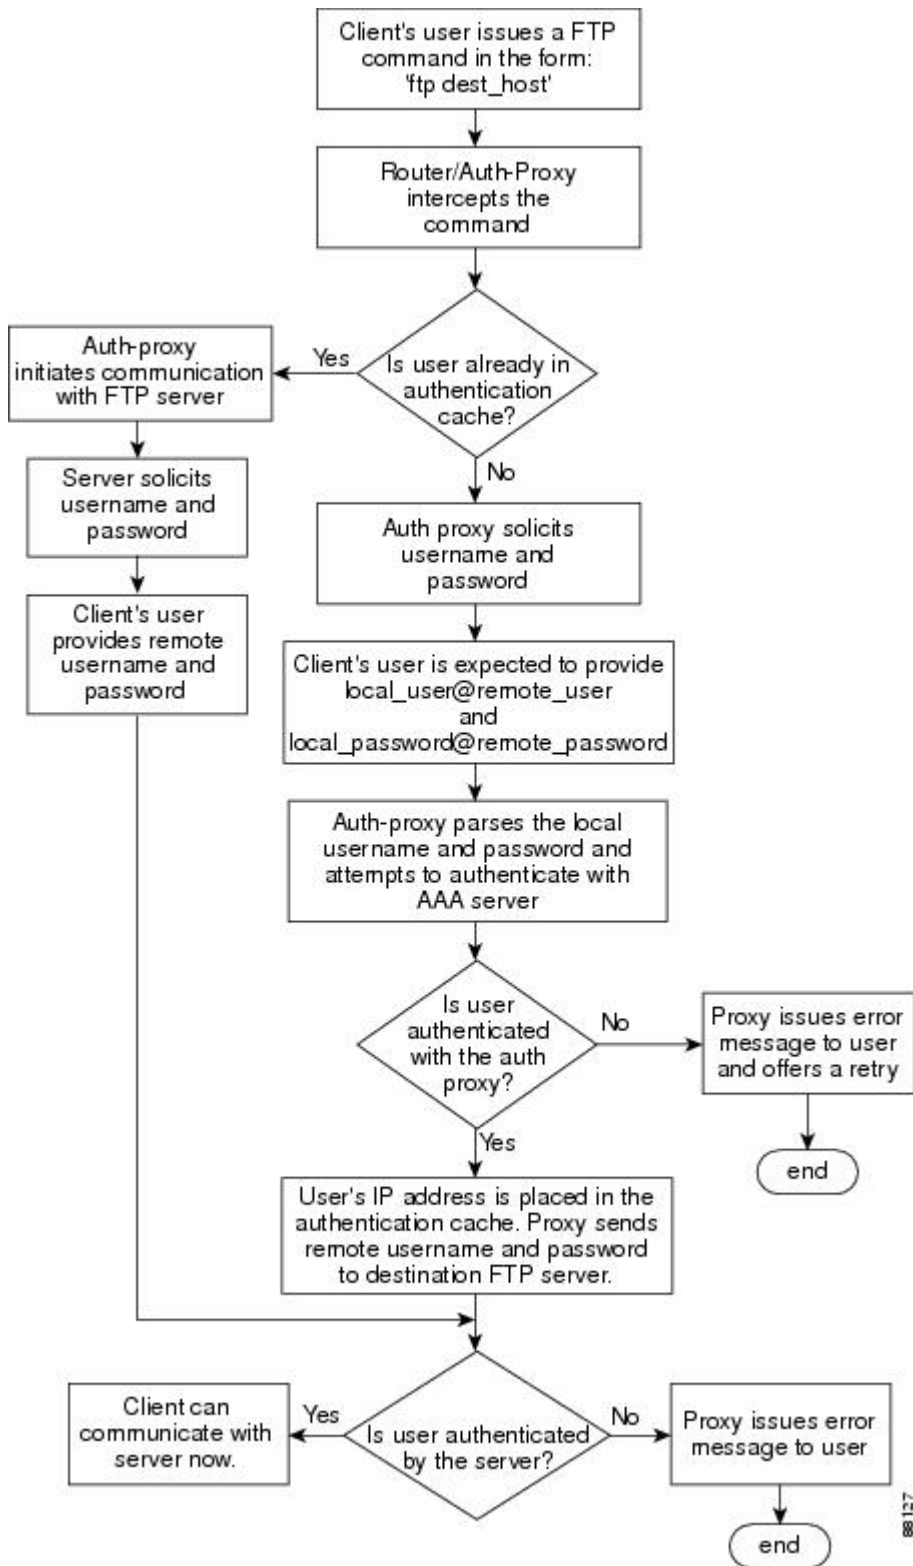 Client's user issues a FTP
command in the form:
'ftp dest_host'
Router/Auth-Proxy
intercepts the
command
Is user already in
authentication
cache?
Yes
No
Auth-proxy
initiates communication
with FTP server
Server solicits
username and
password
Client's user
provides remote
username and
password
Auth proxy solicits
username and
password
Client's user is expected to provide
local_user@remote_user
and
local_password@remote_password
Auth-proxy parses the local
username and password and
attempts to authenticate with
AAA server
Is user
authenticated
with the auth
proxy?
No
Proxy issues error
message to user
and offers a retry
end
Yes
User's IP address is placed in the
authentication cache. Proxy sends
remote username and password
to destination FTP server.
Is user authenticated
by the server?
Yes
Client can
communicate with
server now.
No
Proxy issues error
message to user
end
88127